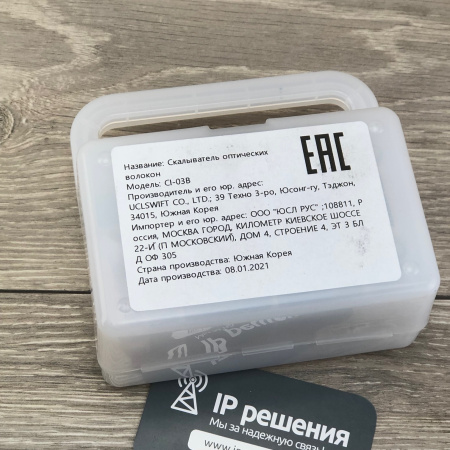 Название: Скалыватель оптических
волокон
Модель: CI-03B
Производитель и его юр. адрес:
UCLSWIFT CO., LTD.; 39 Техно 3-ро, Юсонг-гу, Тэджон,
34015, Южная Корея
Импортер и его юр. адрес: ООО "ЮСЛ РУС" ;108811, Р
оссия, МОСКВА ГОРОД, КИЛОМЕТР КИЕВСКОЕ ШОССЕ
22-Й (П МОСКОВСКИЙ), ДОМ 4, СТРОЕНИЕ 4, ЭТ 3 БЛ
Д ОФ 305
Страна производства: Южная Корея
Дата производства: 08.01.2021
EAC
IP решения
Мы за надежную связь